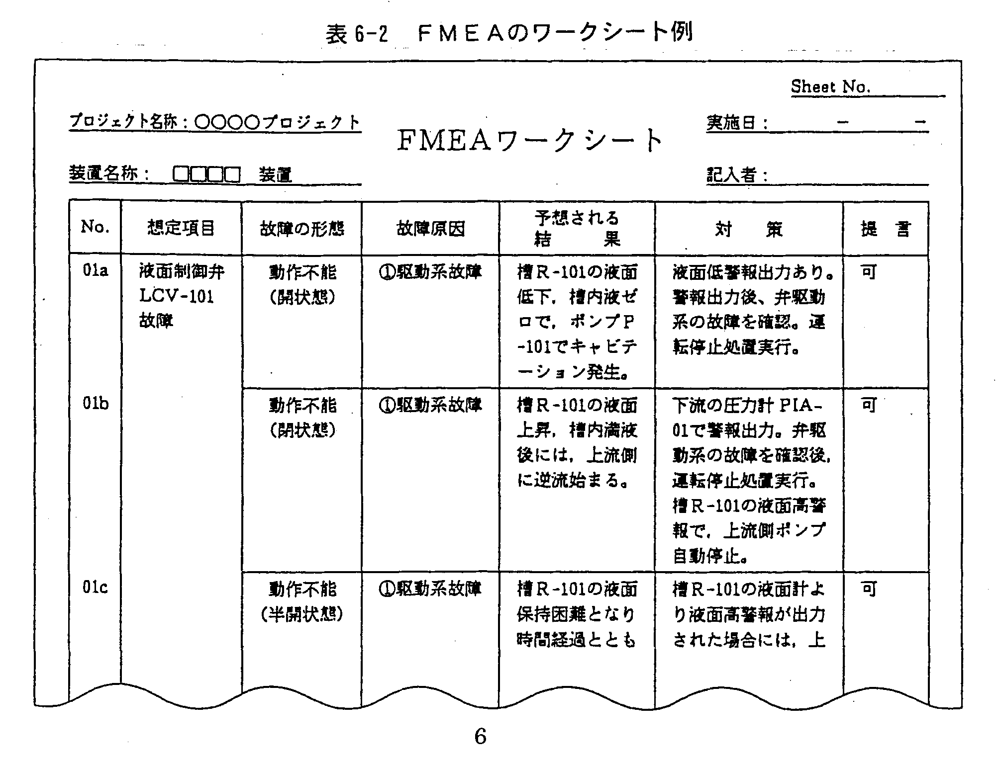 表6-2　ＦＭＥＡのワークシート例
Sheet No.
プロジェクト名称：○○○○プロジェクト
実施日：　　－　　－
FMEAワークシート
装置名称：　□□□□　装置
記入者：
No.
想定項目
故障の形態
故障原因
予想される
結　　果
対　策
提　言
01a
液面制御弁
LCV-101
故障
動作不能
(開状態)
①駆動系故障
槽R-101の液面
低下，槽内液ゼ
ロで，ポンプP
-101でキャビテ
ーション発生。
液面低警報出力あり。
警報出力後、弁駆動
系の故障を確認。運
転停止処置実行。
可
01b
動作不能
(閉状態)
①駆動系故障
槽R-101の液面
上昇，槽内満液
後には，上流側
に逆流始まる。
下流の圧力計 PIA-
01で警報出力。弁駆
動系の故障を確認後，
運転停止処置実行。
槽R-101の液面高警
報で，上流側ポンプ
自動停止。
可
01c
動作不能
(半開状態)
①駆動系故障
槽R-101の液面
保持困難となり
時間経過ととも
槽R-101の液面計よ
り液面高警報が出力
された場合には，上
可
6